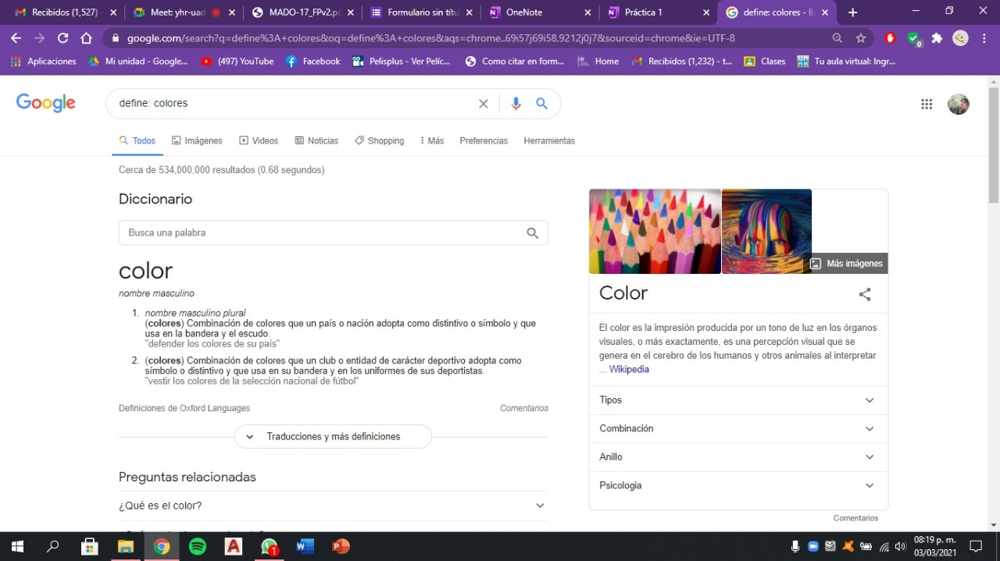 Recibidos (1,527) -
Meet: yhr-uad
MADO-17_FPv2.pd
Formulario sin títu
OneNote
Práctica 1
define: colores - B
google.com/search?q=define%3A+colores&oq=define%3A+colores&aqs=chrome..69i57j69i58.9212j0j7&sourceid=chrome&ie=UTF-8
0
Aplicaciones
Mi unidad - Google...
(497) YouTube
Facebook
Pelisplus - Ver Pelíc...
Como citar en form...
Home
Recibidos (1,232) - t...
Clases
Tu aula virtual: Ingr...
Google
define: colores
Todos
Imágenes
Videos
Noticias
Shopping
Más
Preferencias
Herramientas
Cerca de 534,000,000 resultados (0.68 segundos)
Diccionario
Busca una palabra
color
nombre masculino
1. nombre masculino plural
(colores) Combinación de colores que un país o nación adopta como distintivo o símbolo y que
usa en la bandera y el escudo.
"defender los colores de su país"
2. (colores) Combinación de colores que un club o entidad de carácter deportivo adopta como
símbolo o distintivo y que usa en su bandera y en los uniformes de sus deportistas.
"vestir los colores de la selección nacional de fútbol"
Definiciones de Oxford Languages
Comentarios
Traducciones y más definiciones
Preguntas relacionadas
¿Qué es el color?
Más imágenes
Color
El color es la impresión producida por un tono de luz en los órganos
visuales, o más exactamente, es una percepción visual que se
genera en el cerebro de los humanos y otros animales al interpretar
... Wikipedia
Tipos
Combinación
Anillo
Psicologia
Comentarios
1
08:19 p. m.
03/03/2021